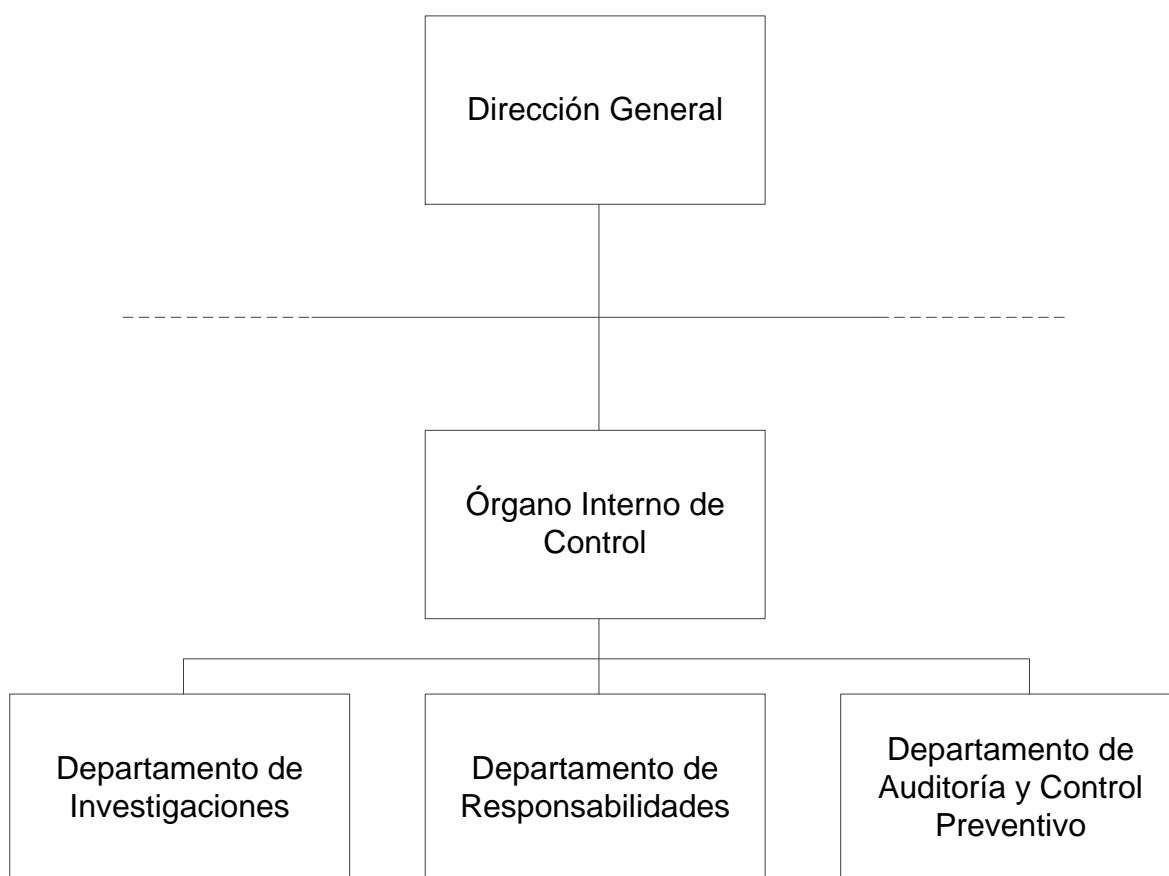 Dirección General
Órgano Interno de
Control
Departamento de
Investigaciones
Departamento de
Responsabilidades
Departamento de
Auditoría y Control
Preventivo